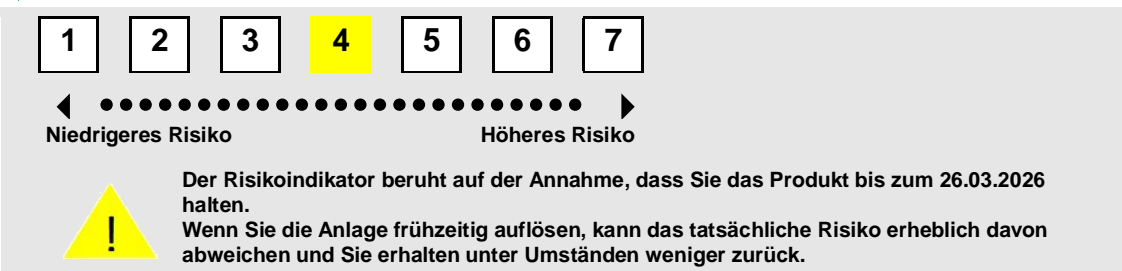 1 2 3 4 5 6 7
Niedrigeres Risiko Höheres Risiko
! Der Risikoindikator beruht auf der Annahme, dass Sie das Produkt bis zum 26.03.2026
halten.
Wenn Sie die Anlage frühzeitig auflösen, kann das tatsächliche Risiko erheblich davon
abweichen und Sie erhalten unter Umständen weniger zurück.